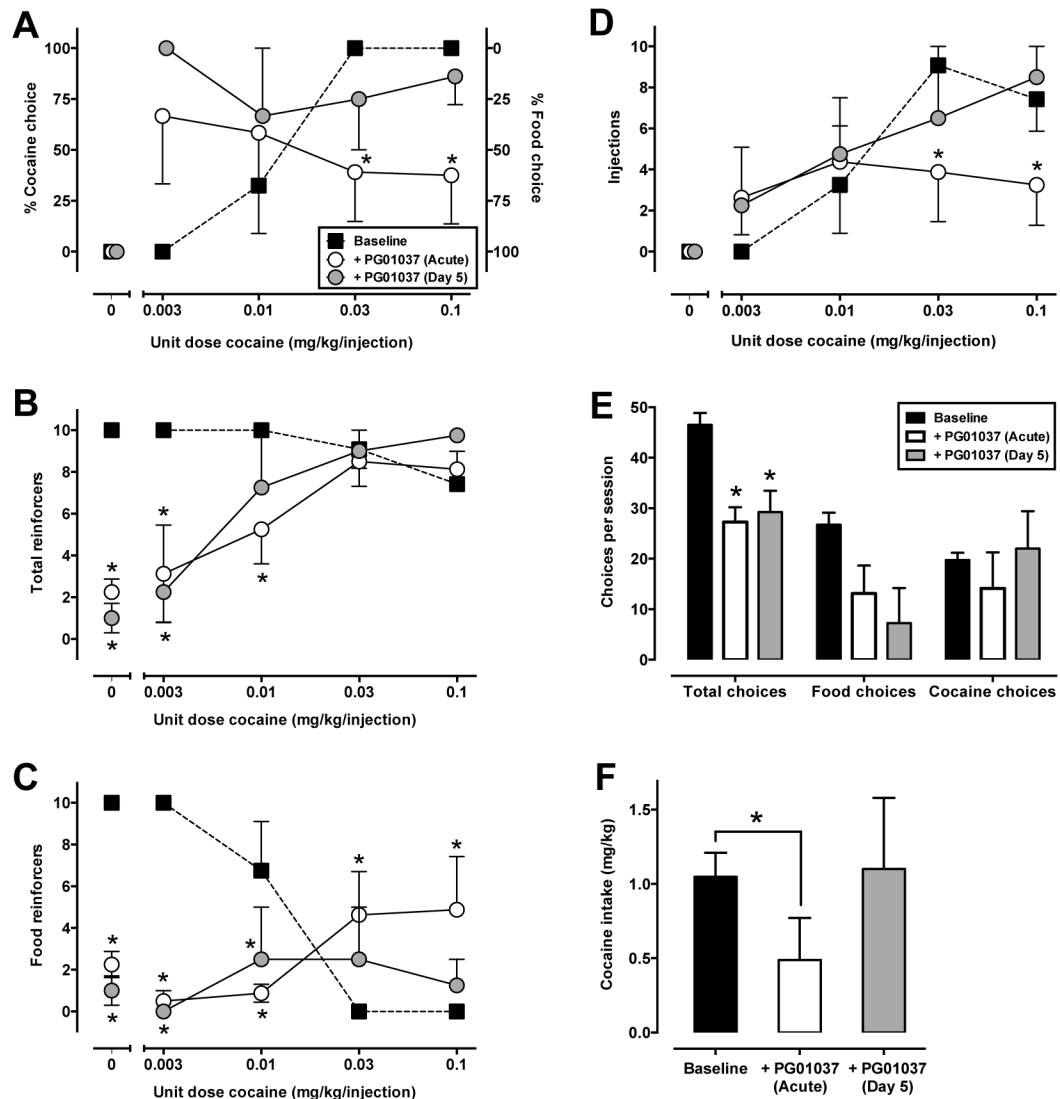 A
100
75
50
25
0
% Cocaine choice
0
25
50
75
100
% Food choice
*
*
Baseline
+ PG01037 (Acute)
+ PG01037 (Day 5)
0
0.003
0.01
0.03
0.1
Unit dose cocaine (mg/kg/injection)
B
10
8
6
4
2
0
Total reinforcers
*
*
*
*
*
0
0.003
0.01
0.03
0.1
Unit dose cocaine (mg/kg/injection)
C
10
8
6
4
2
0
Food reinforcers
*
*
*
*
*
*
*
*
0
0.003
0.01
0.03
0.1
Unit dose cocaine (mg/kg/injection)
D
10
8
6
4
2
0
Injections
*
*
0
0.003
0.01
0.03
0.1
Unit dose cocaine (mg/kg/injection)
E
50
40
30
20
10
0
Choices per session
Baseline
+ PG01037 (Acute)
+ PG01037 (Day 5)
*
*
Total choices
Food choices
Cocaine choices
F
1.5
1.0
0.5
0.0
Cocaine intake (mg/kg)
*
Baseline
+ PG01037
(Acute)
+ PG01037
(Day 5)